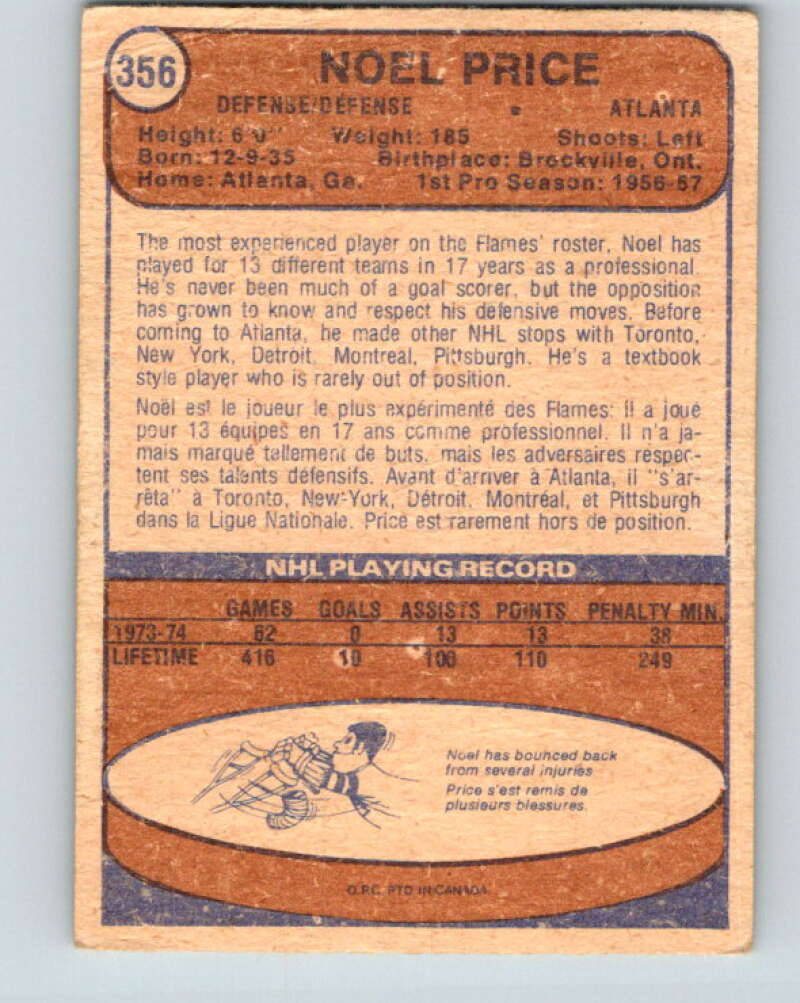 356
NOEL PRICE
DEFENSE/DEFENSE • ATLANTA
Height: 6'0" Weight: 185 Shoots: Left
Born: 12-9-35 Birthplace: Brockville, Ont.
Home: Atlanta, Ga. 1st Pro Season: 1956-57
The most experienced player on the Flames' roster, Noel has
played for 13 different teams in 17 years as a professional.
He's never been much of a goal scorer, but the opposition
has grown to know and respect his defensive moves. Before
coming to Atlanta, he made other NHL stops with Toronto,
New York, Detroit, Montreal, Pittsburgh. He's a textbook
style player who is rarely out of position.
Noël est le joueur le plus expérimenté des Flames: Il a joué
pour 13 équipes en 17 ans comme professionnel. Il n'a ja-
mais marqué tellement de buts, mais les adversaires respec-
tent ses talents défensifs. Avant d'arriver à Atlanta, il "s'ar-
rêta" à Toronto, New-York, Détroit, Montréal, et Pittsburgh
dans la Ligue Nationale. Price est rarement hors de position.
NHL PLAYING RECORD
GAMES GOALS ASSISTS POINTS PENALTY MIN.
1973-74 62 0 13 13 38
LIFETIME 416 10 100 110 249
Noel has bounced back
from several injuries
Price s'est remis de
plusieurs blessures.
O.P.C. PTD IN CANADA